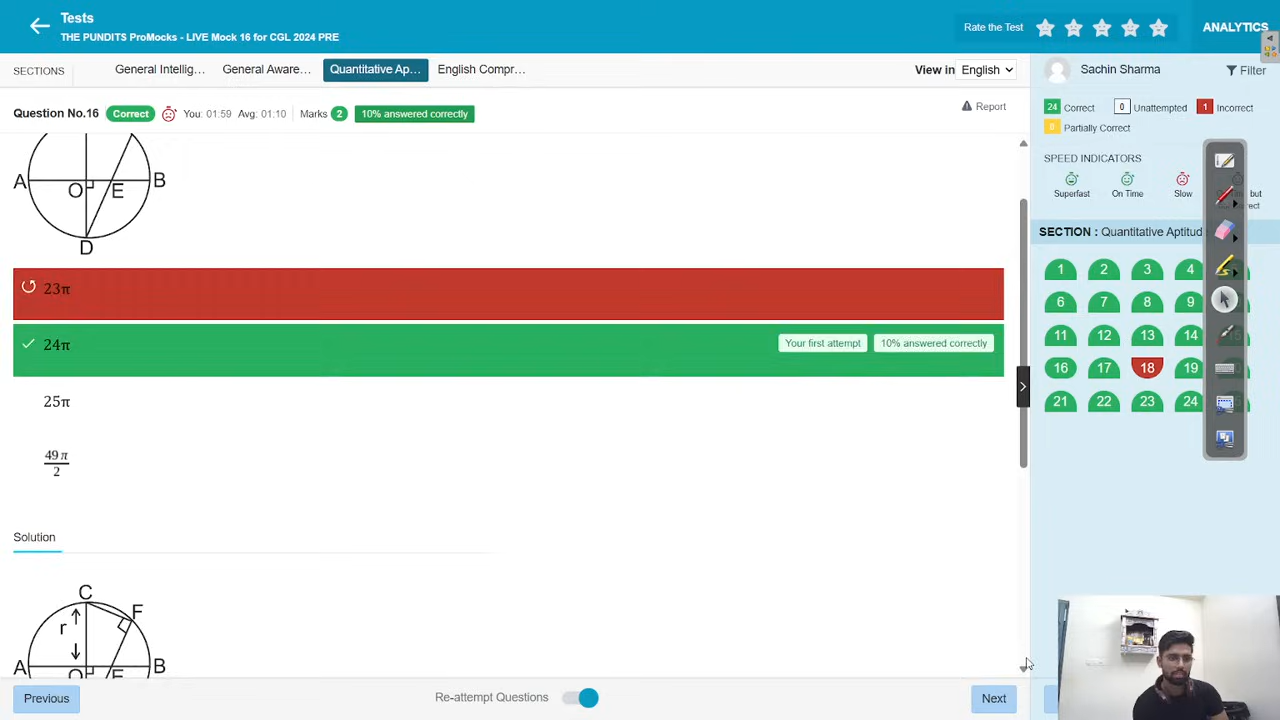 Tests
THE PUNDITS ProMocks - LIVE Mock 16 for CGL 2024 PRE
Rate the Test
ANALYTICS
SECTIONS
General Intellig...
General Aware...
Quantitative Ap...
English Compr...
View in English
Sachin Sharma
Filter
Question No.16 Correct You: 01:59 Avg: 01:10 Marks 2 10% answered correctly
Report
24 Correct 0 Unattempted 1 Incorrect
0 Partially Correct
SPEED INDICATORS
Superfast On Time Slow
SECTION : Quantitative Aptitud
1 2 3 4
6 7 8 9
11 12 13 14
16 17 18 19
21 22 23 24
A O E B
D
23π
24π Your first attempt 10% answered correctly
25π
49 π
2
Solution
C
F
r
A B
Previous Re-attempt Questions Next